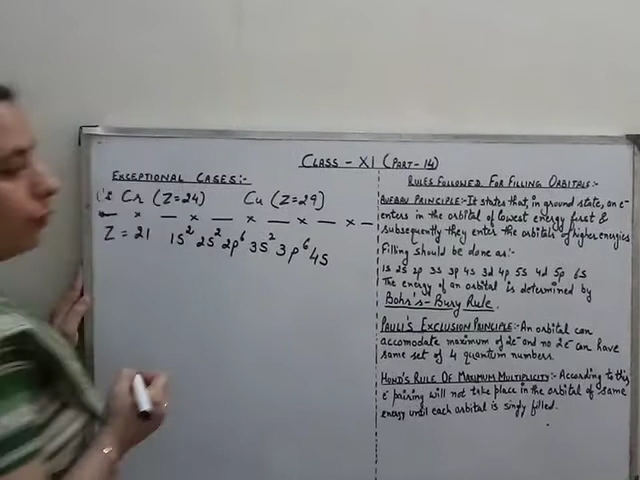 CLASS - XI (PART-14)
EXCEPTIONAL CASES:-
Cr (Z=24) Cu (Z=29)
Z = 21 1s² 2s² 2p⁶ 3s² 3p⁶ 4s
RULES FOLLOWED FOR FILLING ORBITALS:-
AUFBAU PRINCIPLE:- It states that, in ground state, an e⁻
enters in the orbital of lowest energy first &
subsequently they enter the orbitals of higher energies
Filling should be done as:-
1s 2s 2p 3s 3p 4s 3d 4p 5s 4d 5p 6s
The energy of an orbital is determined by
Bohr's-Bury Rule.
PAULI'S EXCLUSION PRINCIPLE:- An orbital can
accomodate maximum of 2e⁻ and no 2e⁻ can have
same set of 4 quantum numbers.
HUND'S RULE OF MAXIMUM MULTIPLICITY:- According to this
e⁻ pairing will not take place in the orbital of same
energy until each orbital is singly filled.